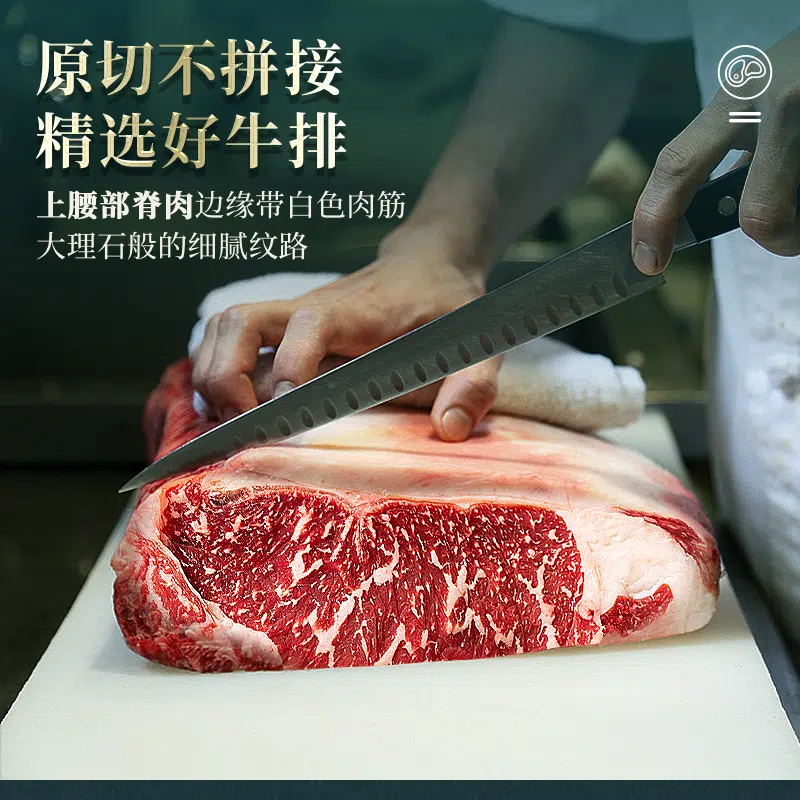 原切不拼接
精选好牛排
上腰部脊肉边缘带白色肉筋
大理石般的细腻纹路